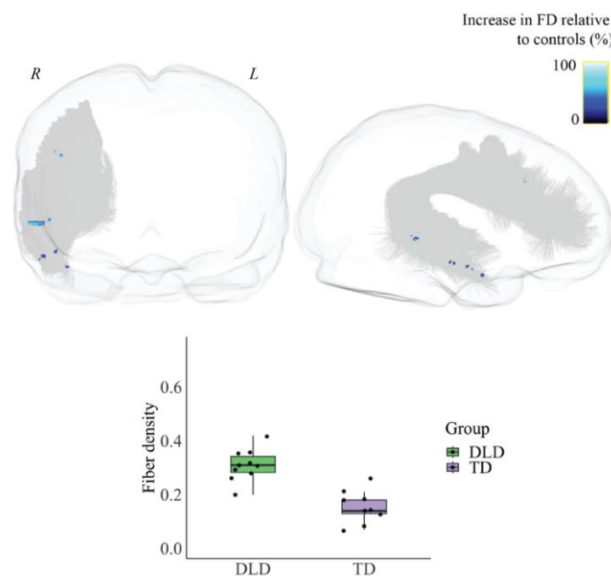 Increase in FD relative
to controls (%)
100
0
R
L
Fiber density
0.6
0.4
0.2
0.0
DLD
TD
Group
DLD
TD